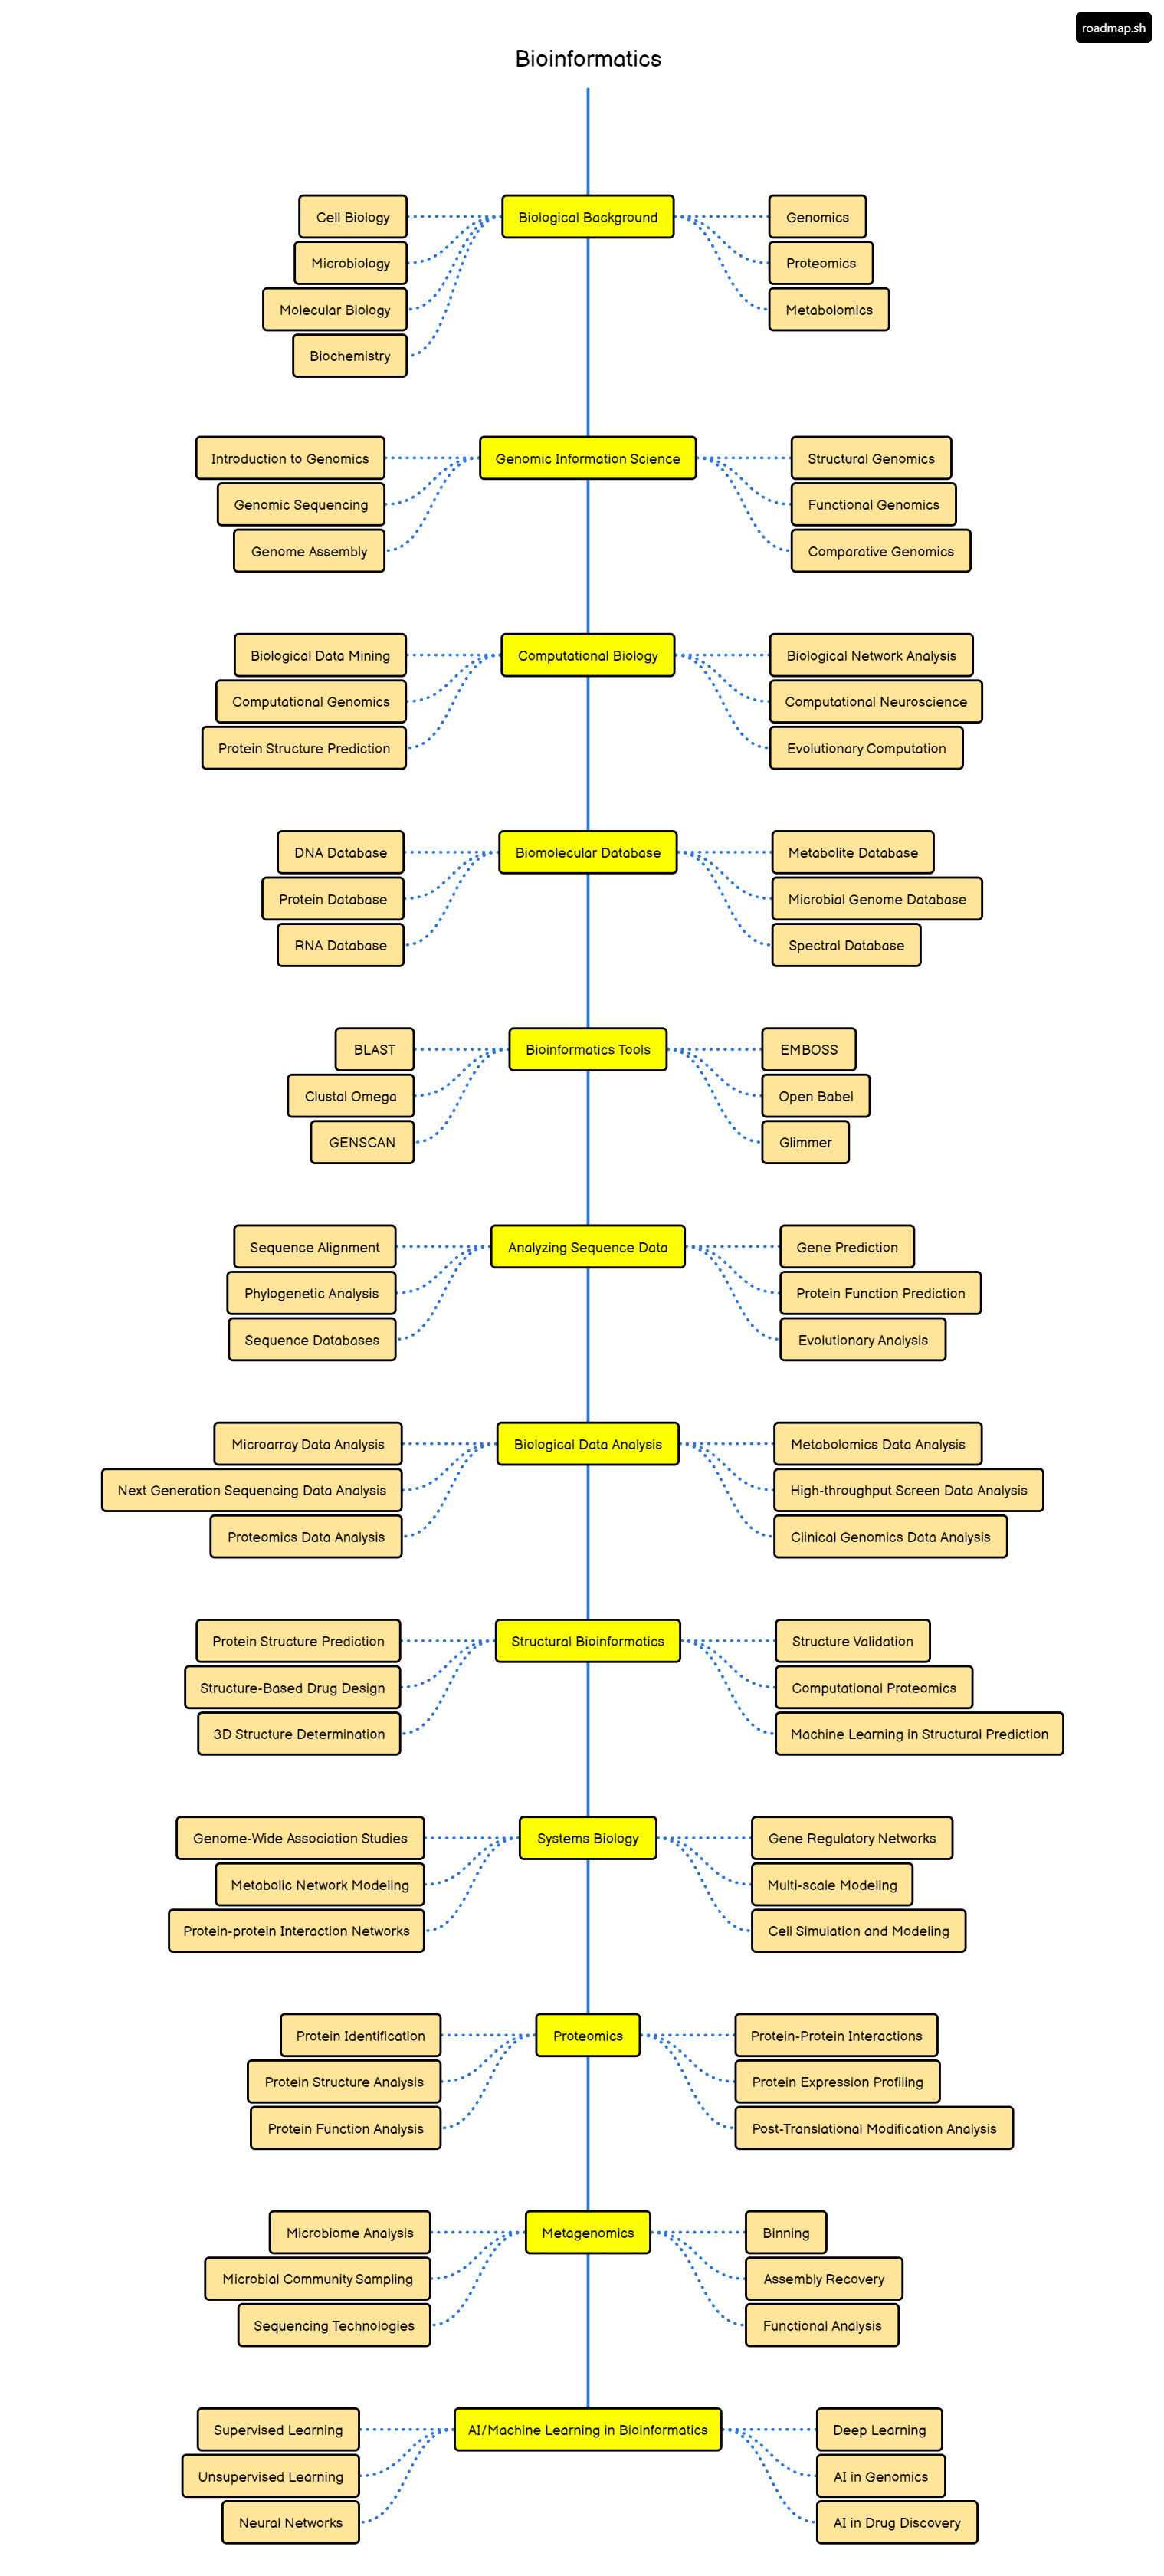 roadmap.sh
Bioinformatics
Biological Background
Cell Biology
Microbiology
Molecular Biology
Biochemistry
Genomics
Proteomics
Metabolomics
Genomic Information Science
Introduction to Genomics
Genomic Sequencing
Genome Assembly
Structural Genomics
Functional Genomics
Comparative Genomics
Computational Biology
Biological Data Mining
Computational Genomics
Protein Structure Prediction
Biological Network Analysis
Computational Neuroscience
Evolutionary Computation
Biomolecular Database
DNA Database
Protein Database
RNA Database
Metabolite Database
Microbial Genome Database
Spectral Database
Bioinformatics Tools
BLAST
Clustal Omega
GENSCAN
EMBOSS
Open Babel
Glimmer
Analyzing Sequence Data
Sequence Alignment
Phylogenetic Analysis
Sequence Databases
Gene Prediction
Protein Function Prediction
Evolutionary Analysis
Biological Data Analysis
Microarray Data Analysis
Next Generation Sequencing Data Analysis
Proteomics Data Analysis
Metabolomics Data Analysis
High-throughput Screen Data Analysis
Clinical Genomics Data Analysis
Structural Bioinformatics
Protein Structure Prediction
Structure-Based Drug Design
3D Structure Determination
Structure Validation
Computational Proteomics
Machine Learning in Structural Prediction
Systems Biology
Genome-Wide Association Studies
Metabolic Network Modeling
Protein-protein Interaction Networks
Gene Regulatory Networks
Multi-scale Modeling
Cell Simulation and Modeling
Proteomics
Protein Identification
Protein Structure Analysis
Protein Function Analysis
Protein-Protein Interactions
Protein Expression Profiling
Post-Translational Modification Analysis
Metagenomics
Microbiome Analysis
Microbial Community Sampling
Sequencing Technologies
Binning
Assembly Recovery
Functional Analysis
AI/Machine Learning in Bioinformatics
Supervised Learning
Unsupervised Learning
Neural Networks
Deep Learning
AI in Genomics
AI in Drug Discovery